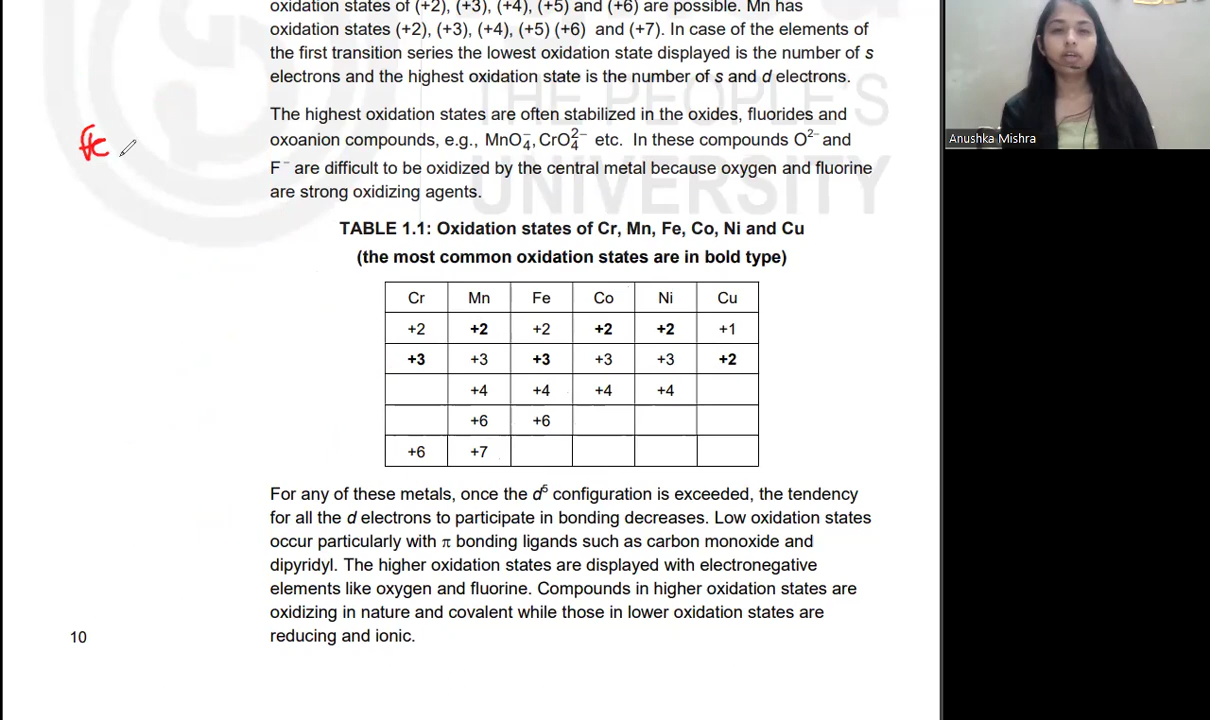 oxidation states of (+2), (+3), (+4), (+5) and (+6) are possible. Mn has
oxidation states (+2), (+3), (+4), (+5) (+6) and (+7). In case of the elements of
the first transition series the lowest oxidation state displayed is the number of s
electrons and the highest oxidation state is the number of s and d electrons.
The highest oxidation states are often stabilized in the oxides, fluorides and
oxoanion compounds, e.g., MnO₄⁻, CrO₄²⁻ etc. In these compounds O²⁻ and
F⁻ are difficult to be oxidized by the central metal because oxygen and fluorine
are strong oxidizing agents.
THE PEOPLE'S
UNIVERSITY
Fe
Anushka Mishra
TABLE 1.1: Oxidation states of Cr, Mn, Fe, Co, Ni and Cu
(the most common oxidation states are in bold type)
Cr Mn Fe Co Ni Cu
+2 +2 +2 +2 +2 +1
+3 +3 +3 +3 +3 +2
+4 +4 +4 +4
+6 +6
+6 +7
For any of these metals, once the d⁵ configuration is exceeded, the tendency
for all the d electrons to participate in bonding decreases. Low oxidation states
occur particularly with π bonding ligands such as carbon monoxide and
dipyridyl. The higher oxidation states are displayed with electronegative
elements like oxygen and fluorine. Compounds in higher oxidation states are
oxidizing in nature and covalent while those in lower oxidation states are
reducing and ionic.
10